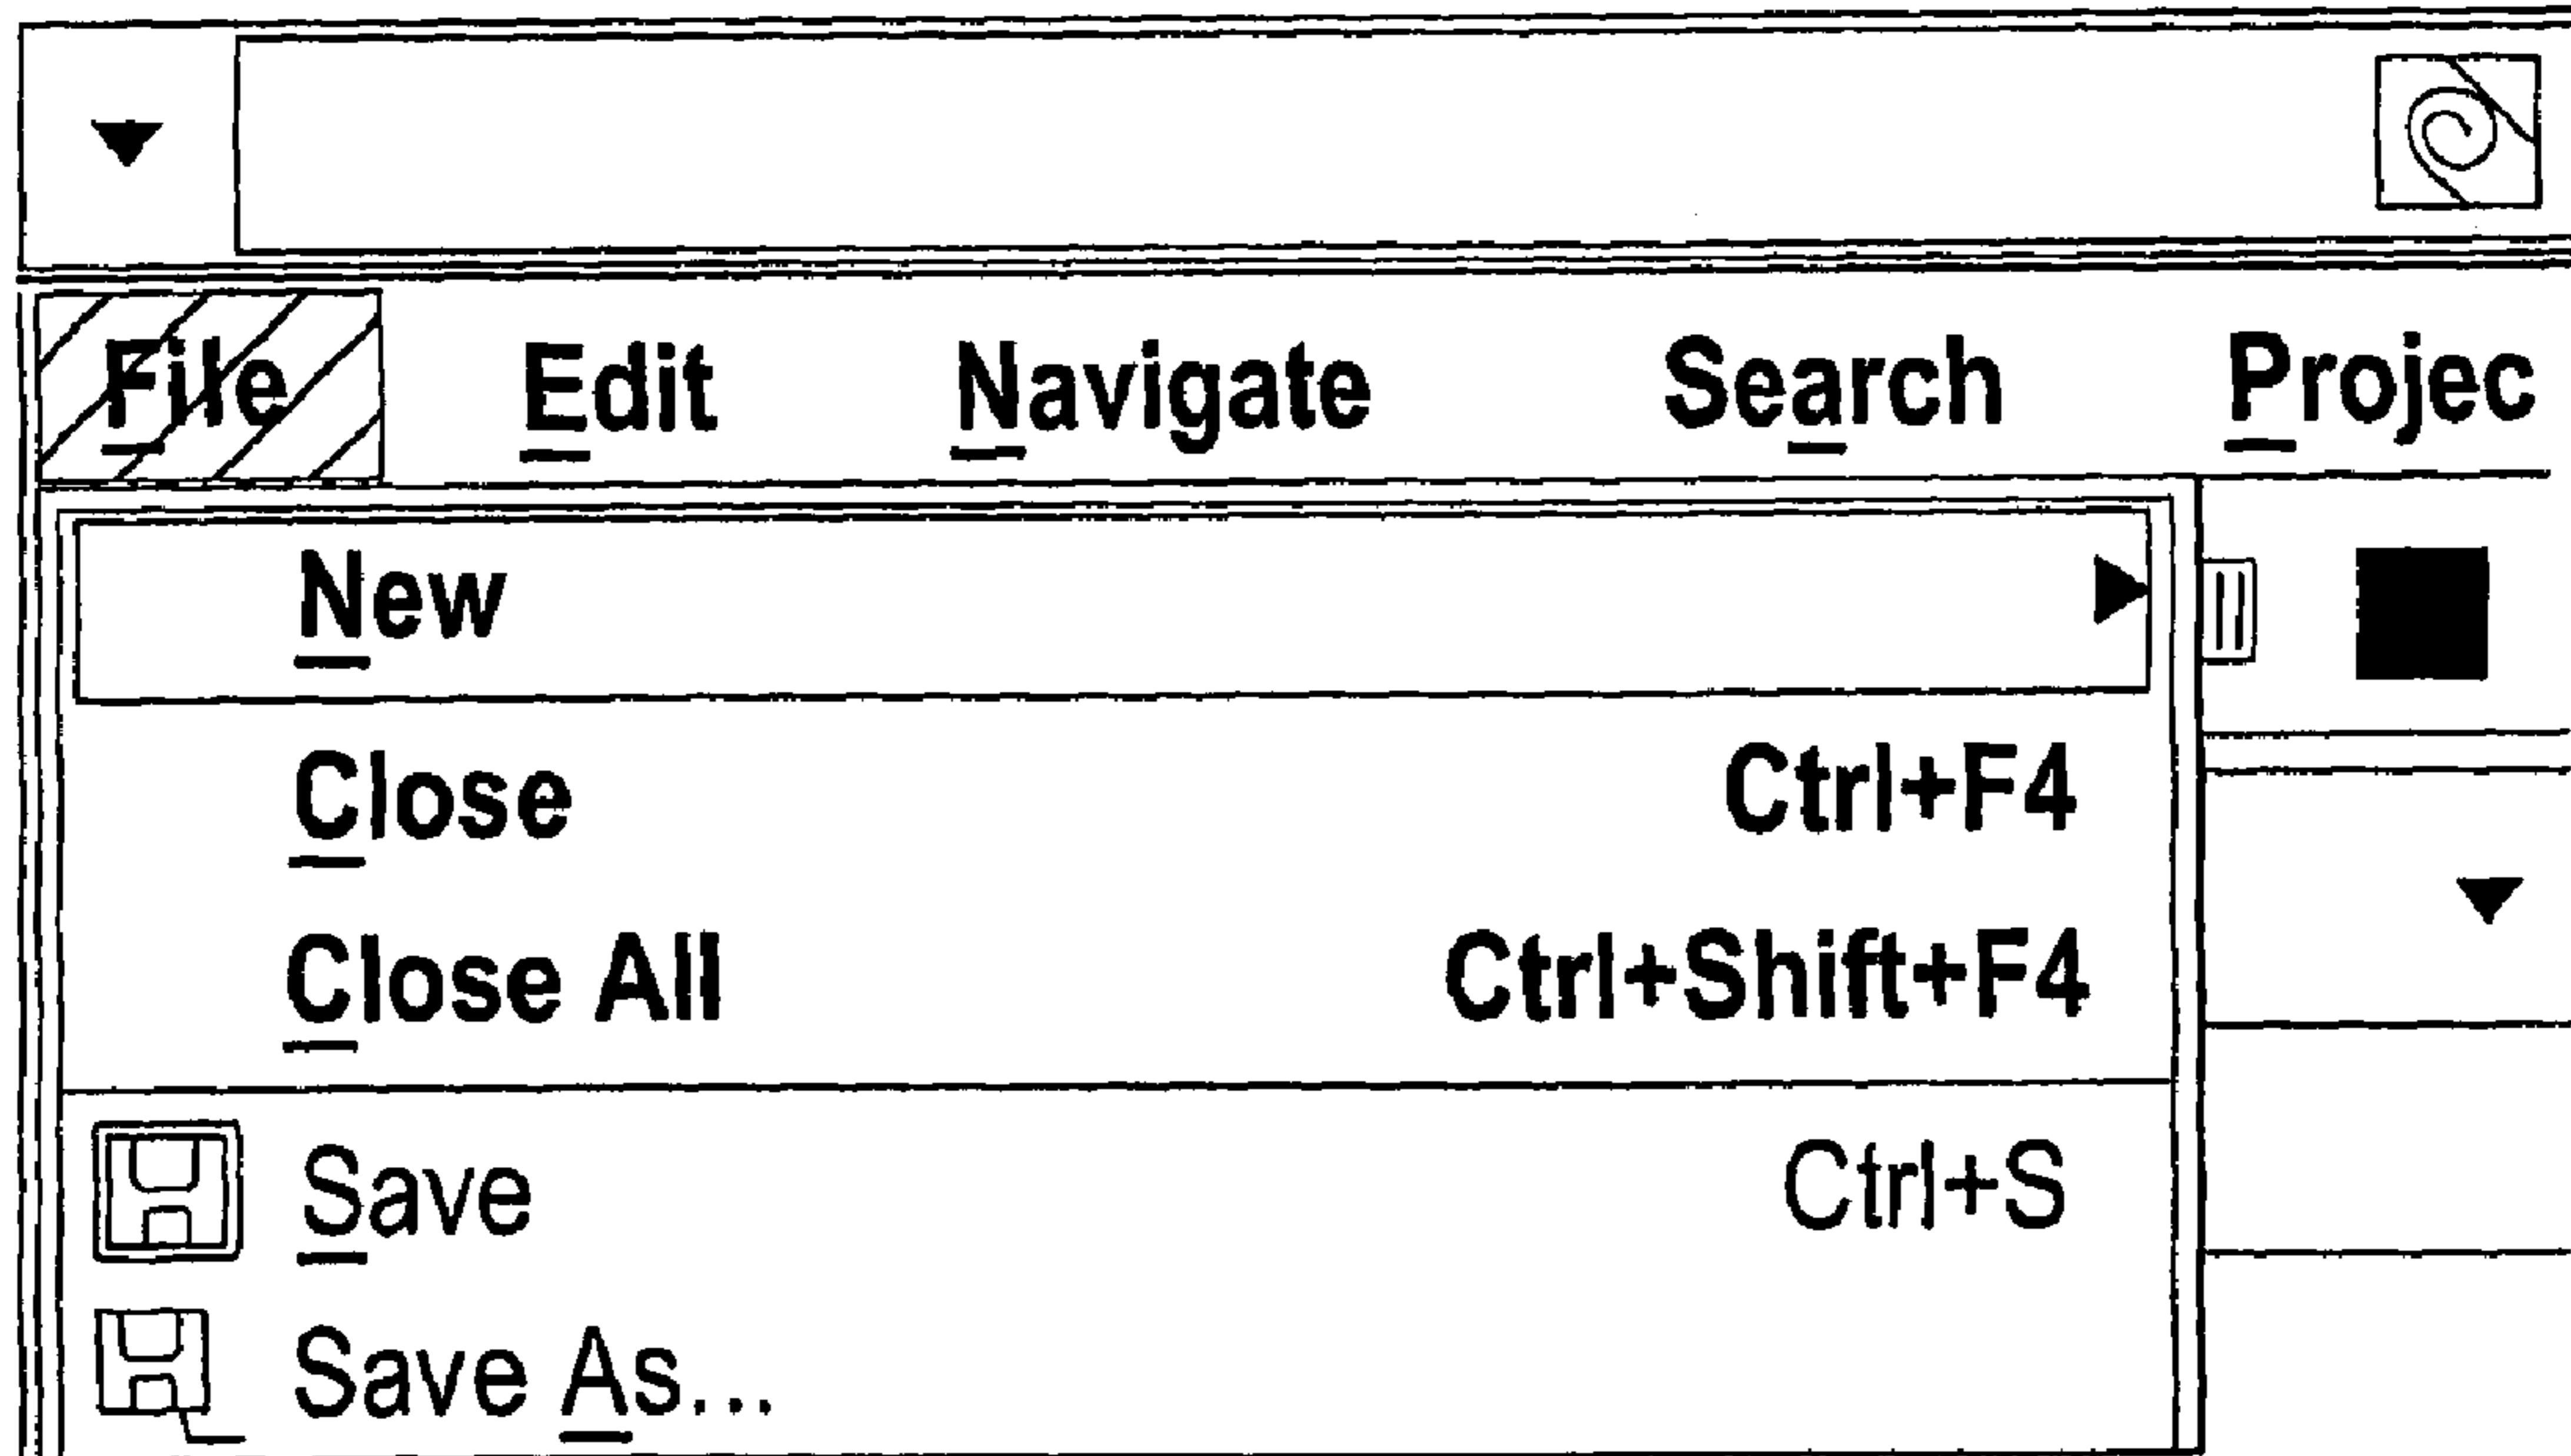 File Edit Navigate Search Projec
New
Close Ctrl+F4
Close All Ctrl+Shift+F4
Save Ctrl+S
Save As...